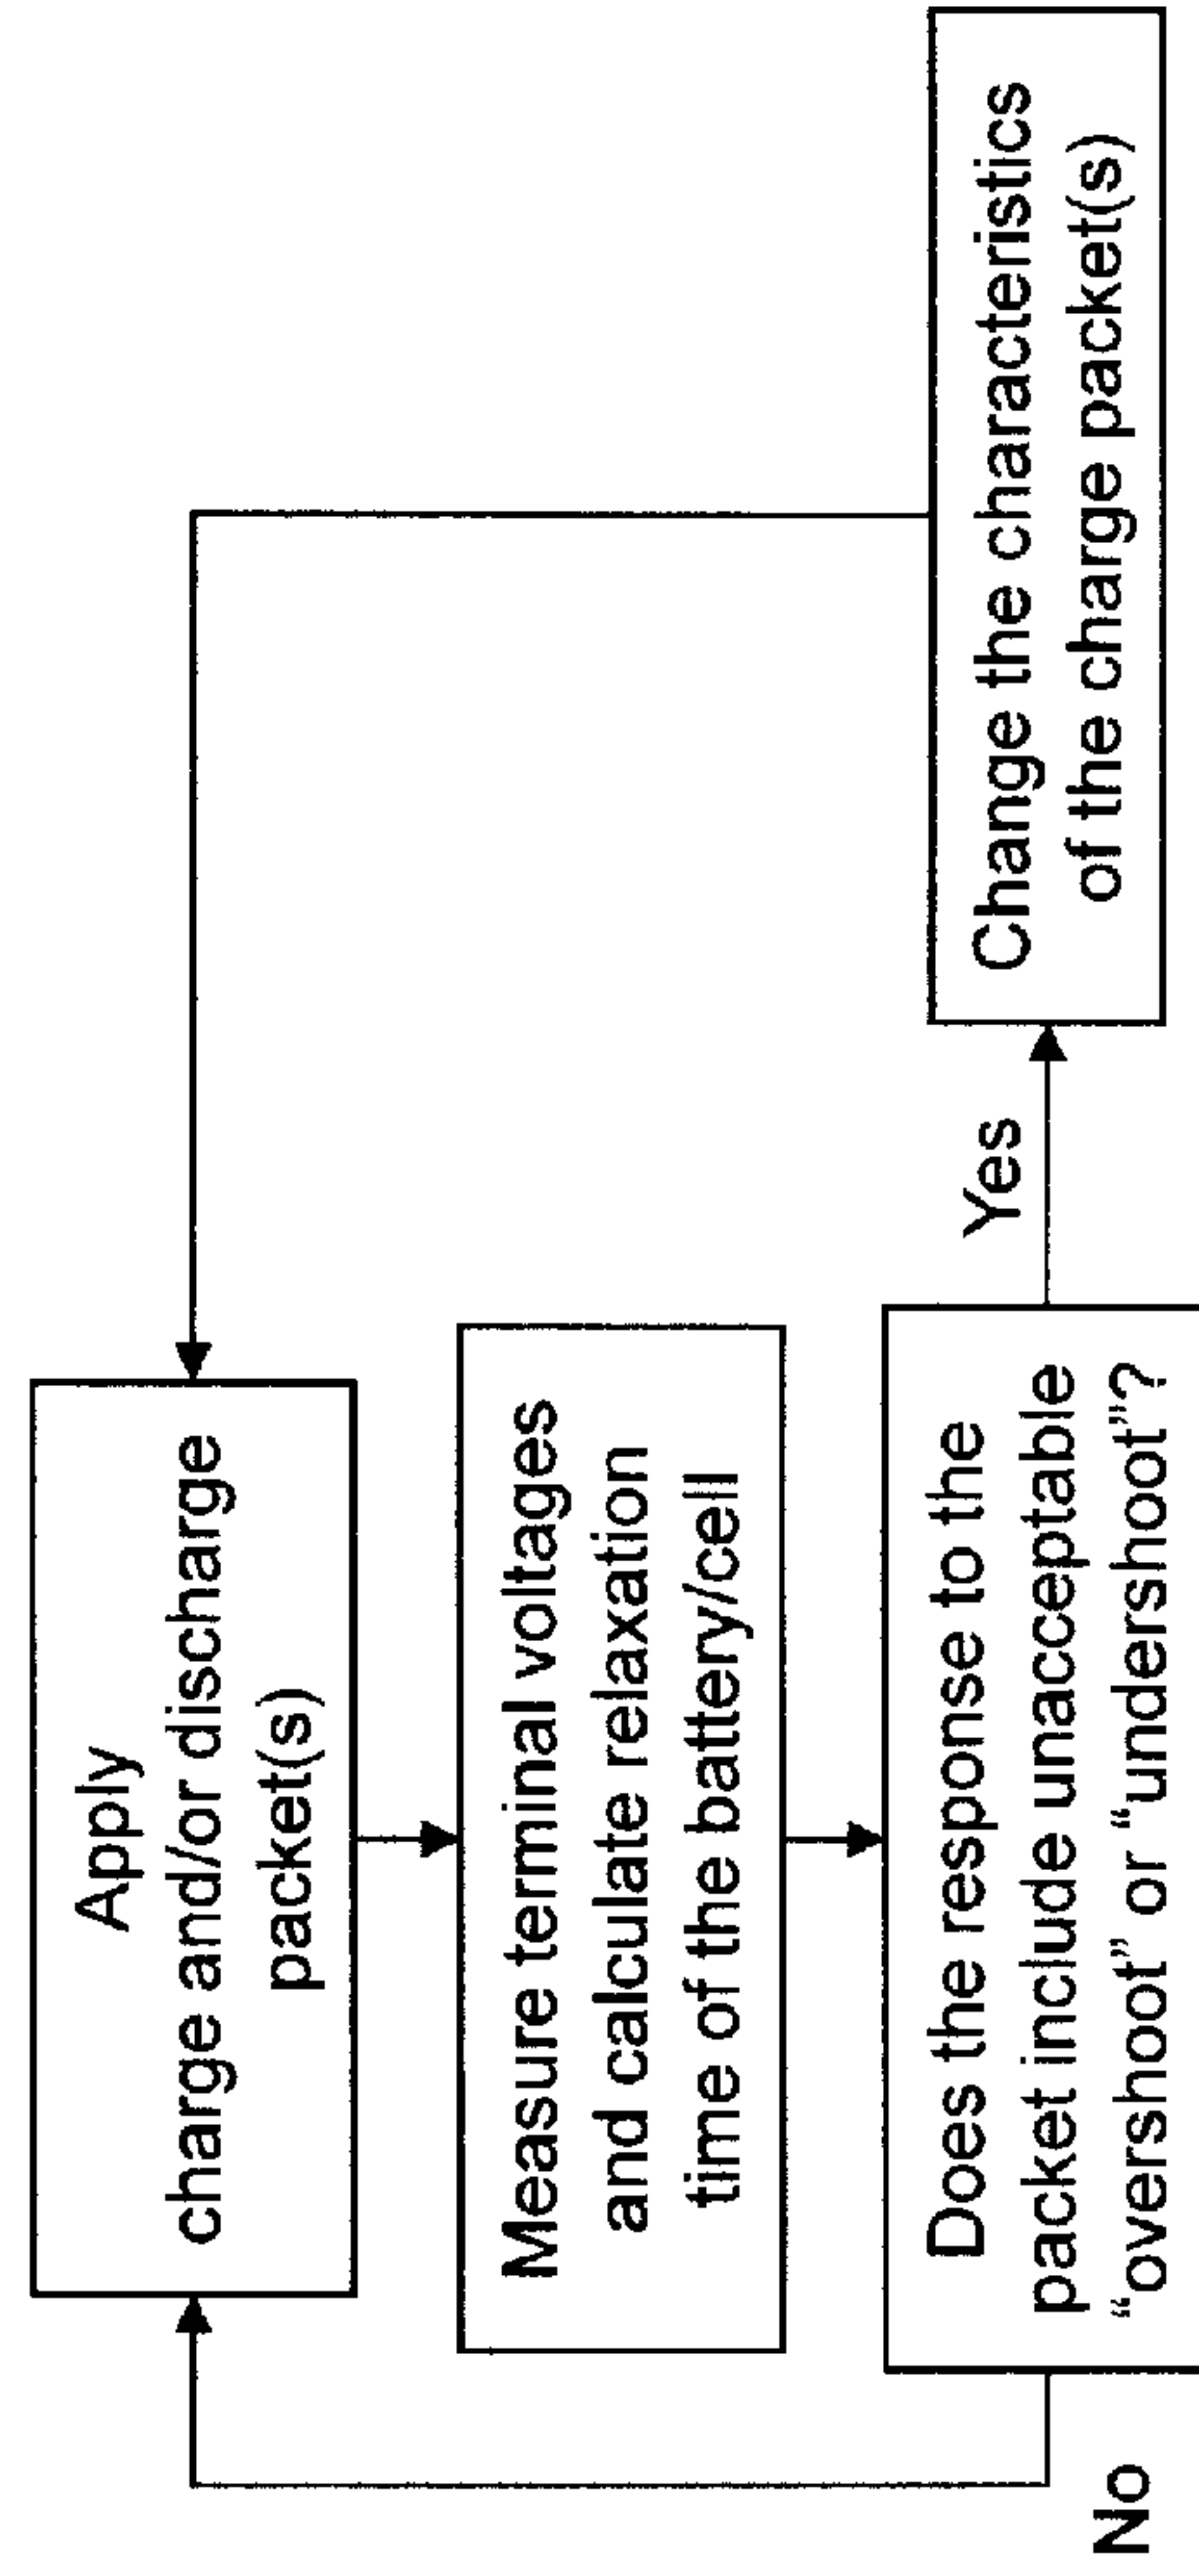 Apply
charge and/or discharge
packet(s)
Measure terminal voltages
and calculate relaxation
time of the battery/cell
Does the response to the
packet include unacceptable
“overshoot” or “undershoot”?
No
Yes
Change the characteristics
of the charge packet(s)